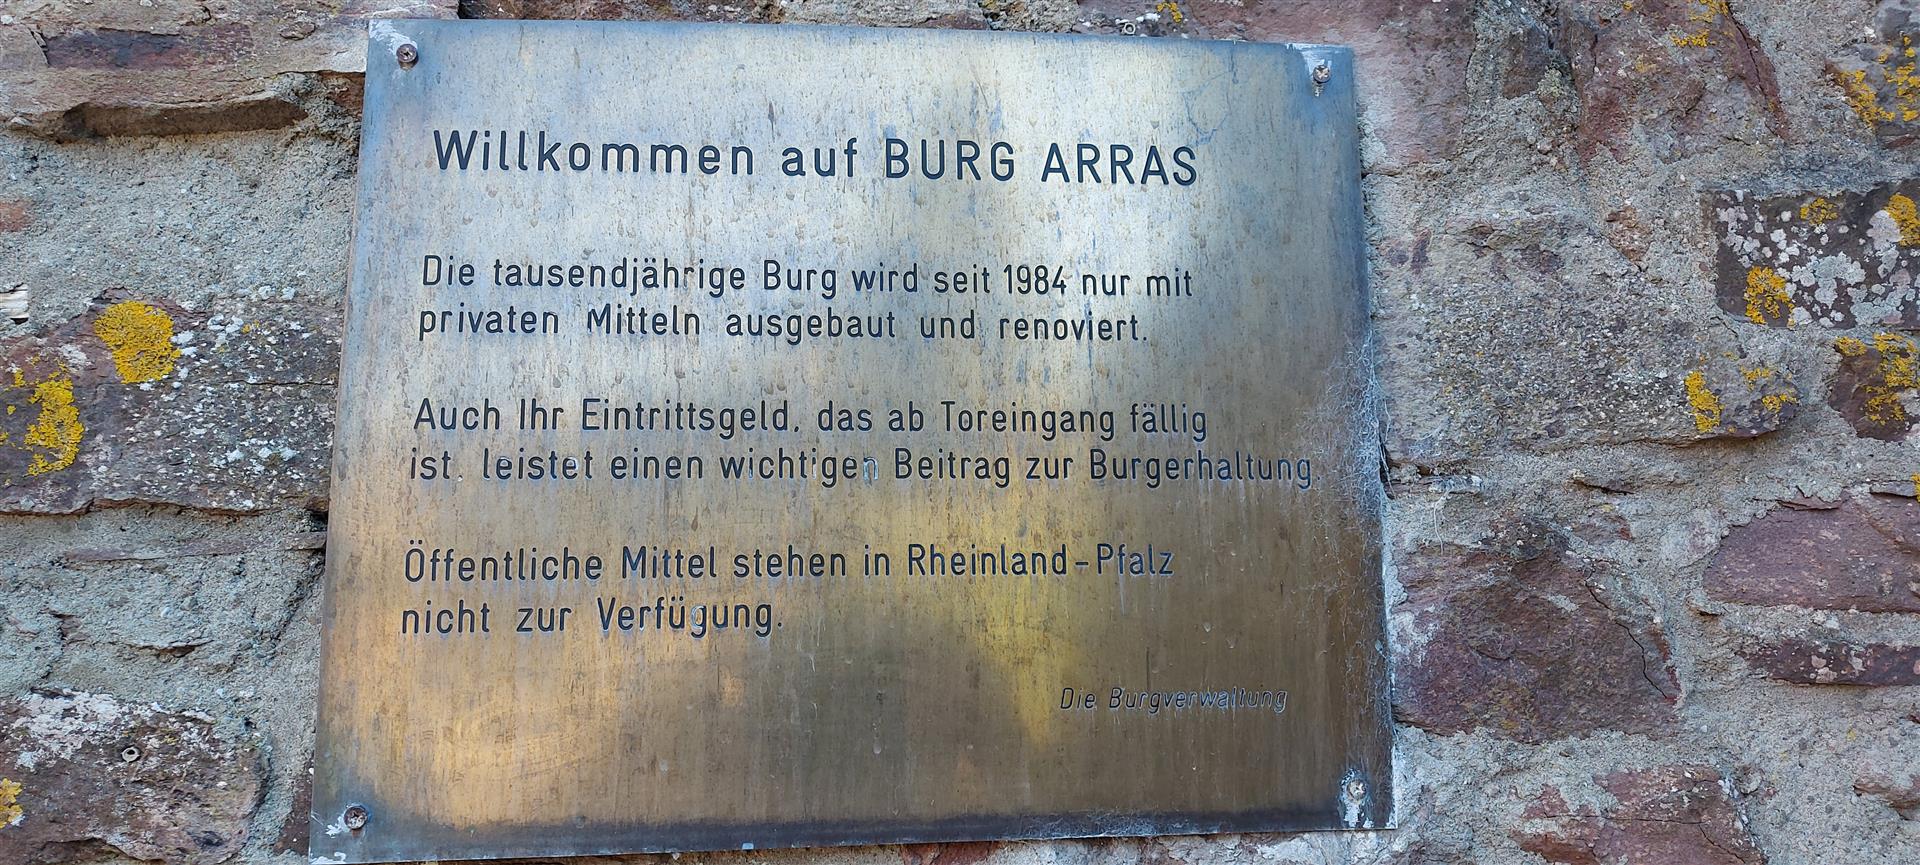 Willkommen auf BURG ARRAS
Die tausendjährige Burg wird seit 1984 nur mit
privaten Mitteln ausgebaut und renoviert.
Auch Ihr Eintrittsgeld, das ab Toreingang fällig
ist, leistet einen wichtigen Beitrag zur Burgerhaltung.
Öffentliche Mittel stehen in Rheinland-Pfalz
nicht zur Verfügung.
Die Burgverwaltung